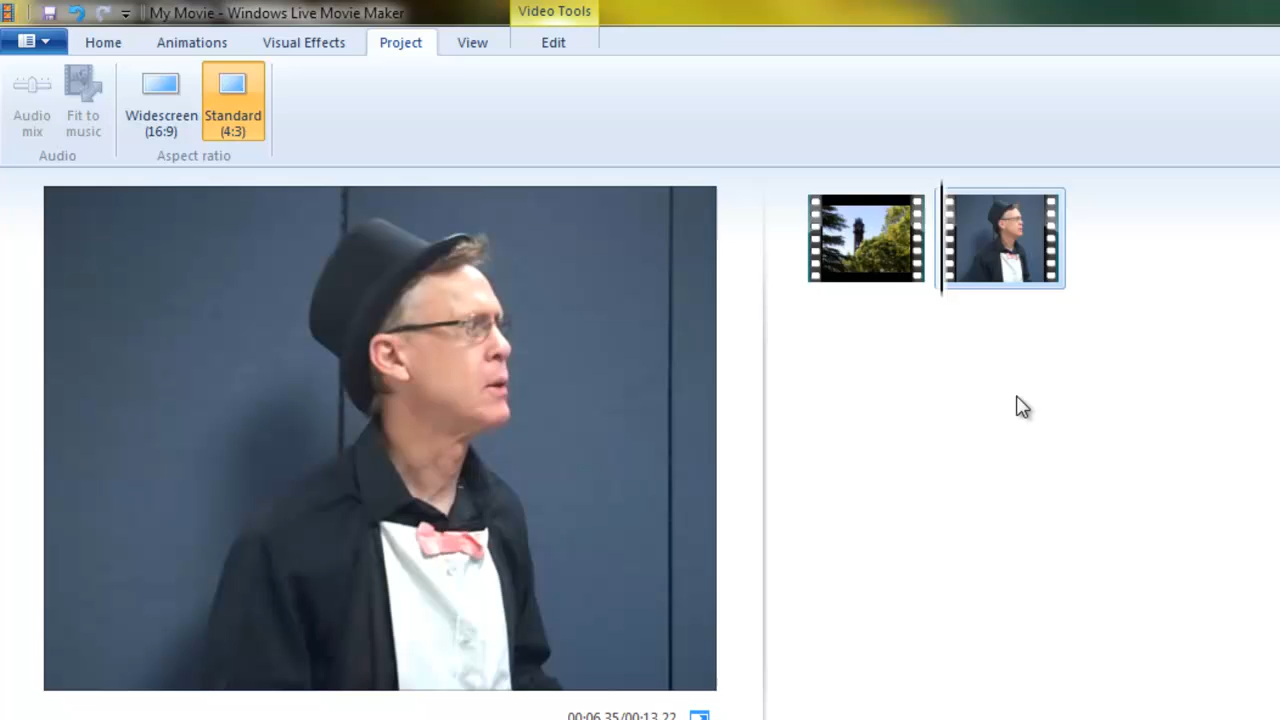 My Movie - Windows Live Movie Maker
Video Tools
Home Animations Visual Effects Project View Edit
Audio mix
Fit to music
Widescreen (16:9)
Standard (4:3)
Audio
Aspect ratio
00:06.35/00:13.22